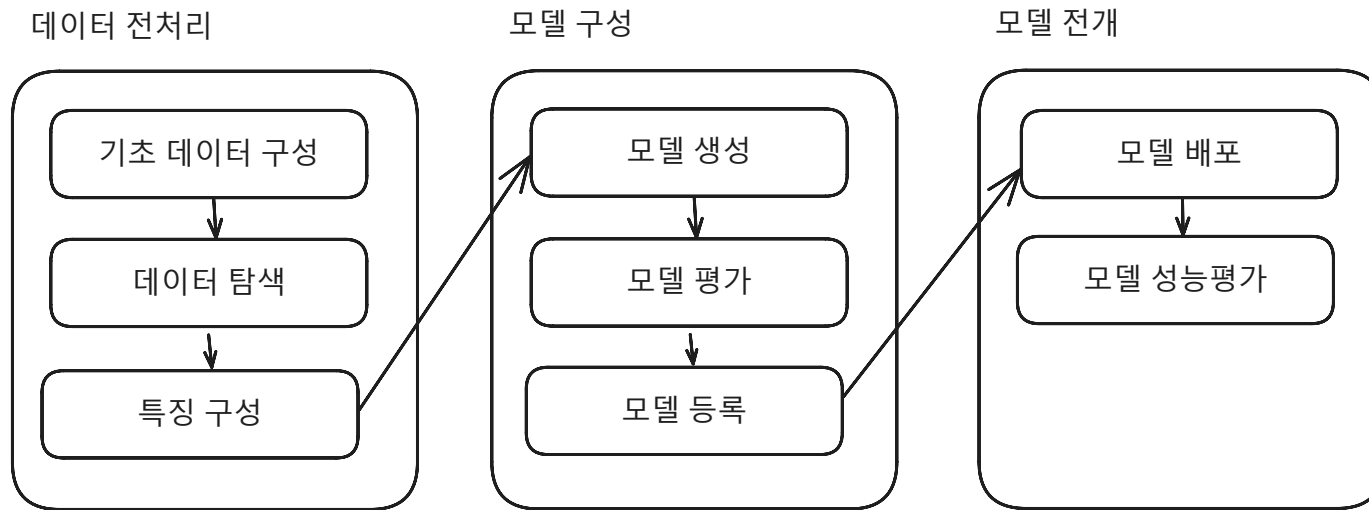 데이터 전처리
기초 데이터 구성
데이터 탐색
특징 구성
모델 구성
모델 생성
모델 평가
모델 등록
모델 전개
모델 배포
모델 성능평가